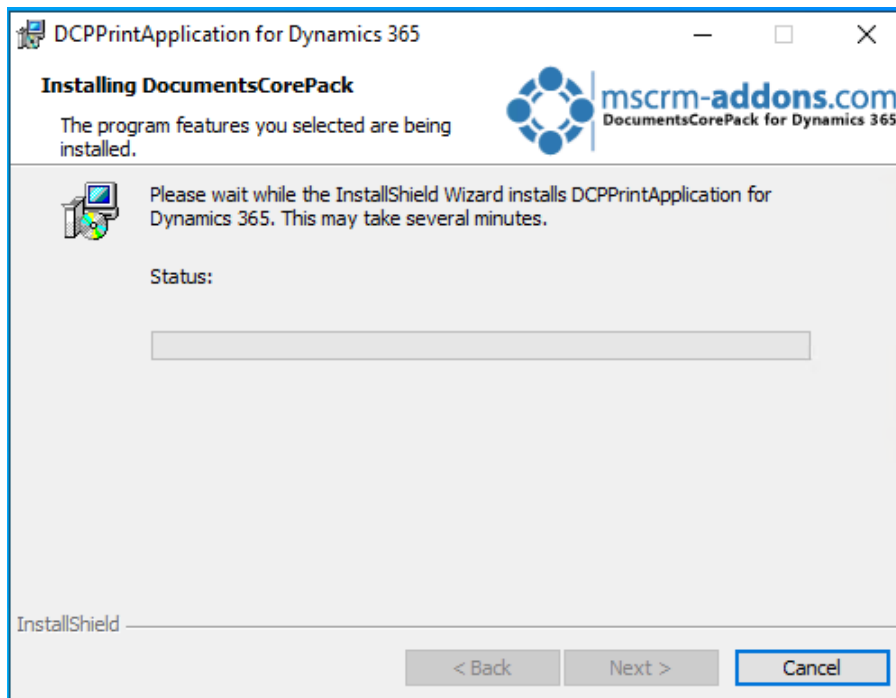 DCPPrintApplication for Dynamics 365
Installing DocumentsCorePack
mscrm-addons.com
DocumentsCorePack for Dynamics 365
The program features you selected are being
installed.
Please wait while the InstallShield Wizard installs DCPPrintApplication for
Dynamics 365. This may take several minutes.
Status:
InstallShield
< Back
Next >
Cancel